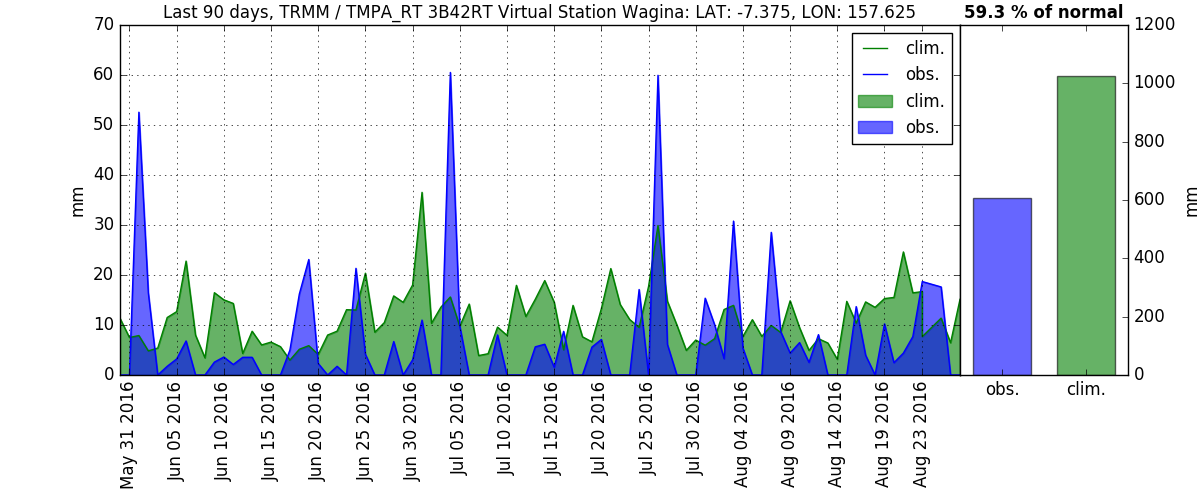 Last 90 days, TRMM / TMPA_RT 3B42RT Virtual Station Wagina: LAT: -7.375, LON: 157.625
59.3 % of normal
70
60
50
40
30
20
10
0
mm
clim.
obs.
clim.
obs.
May 31 2016
Jun 05 2016
Jun 10 2016
Jun 15 2016
Jun 20 2016
Jun 25 2016
Jun 30 2016
Jul 05 2016
Jul 10 2016
Jul 15 2016
Jul 20 2016
Jul 25 2016
Jul 30 2016
Aug 04 2016
Aug 09 2016
Aug 14 2016
Aug 19 2016
Aug 23 2016
1200
1000
800
600
400
200
0
mm
obs.
clim.